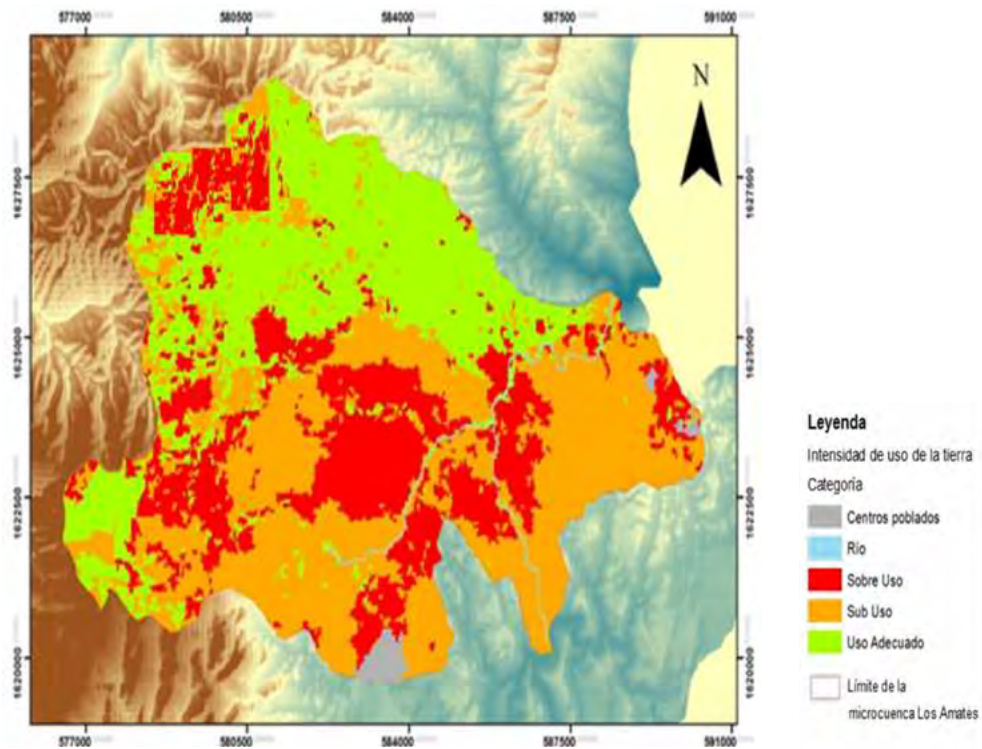 577000 580500 584000 587500 591000
N
1627500 1627500
1625000 1625000
1622500 1622500
1620000 1620000
577000 580500 584000 587500 591000
Leyenda
Intensidad de uso de la tierra
Categoría
Centros poblados
Río
Sobre Uso
Sub Uso
Uso Adecuado
Límite de la
microcuenca Los Amates